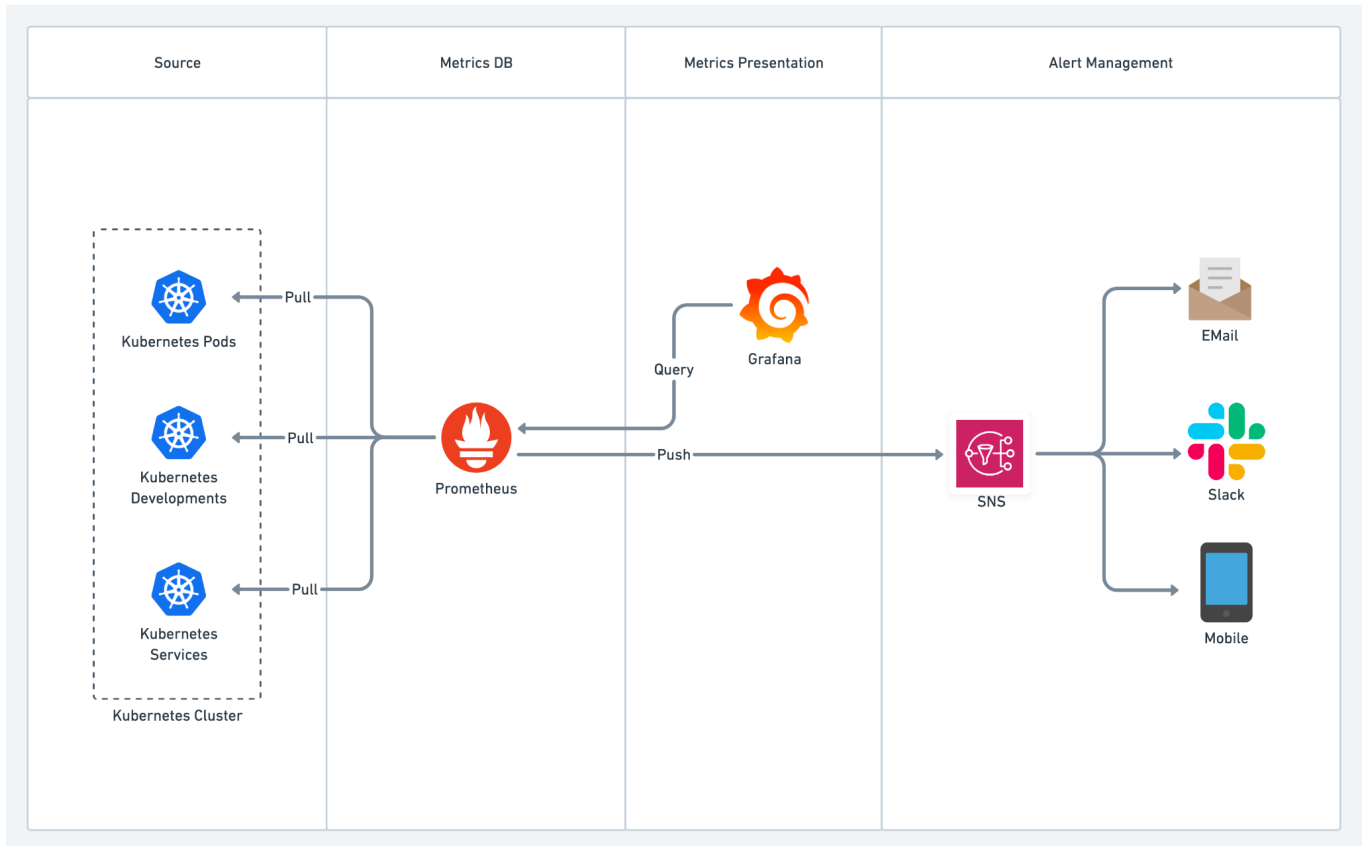 Source
Metrics DB
Metrics Presentation
Alert Management
Kubernetes Pods
Kubernetes
Developments
Kubernetes
Services
Kubernetes Cluster
Pull
Pull
Pull
Prometheus
Query
Push
Grafana
SNS
EMail
Slack
Mobile